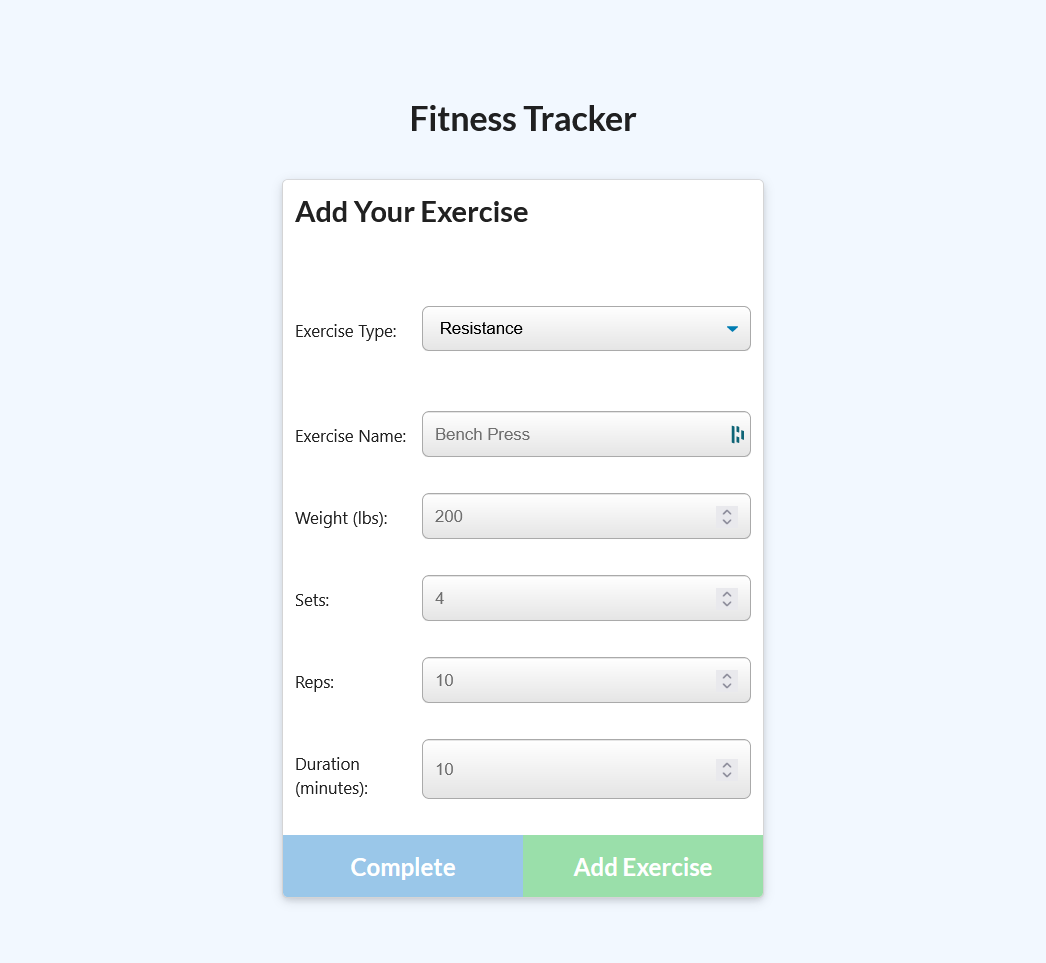 Fitness Tracker
Add Your Exercise
Exercise Type: Resistance
Exercise Name: Bench Press
Weight (lbs): 200
Sets: 4
Reps: 10
Duration (minutes): 10
Complete Add Exercise